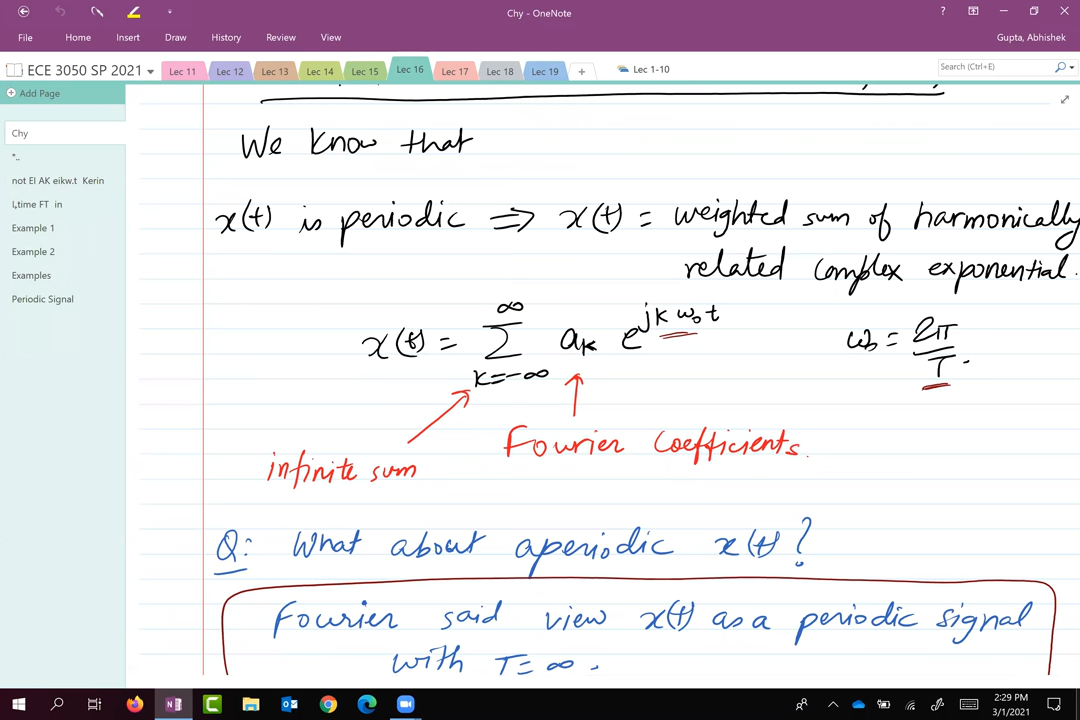 Chy - OneNote
File Home Insert Draw History Review View
Gupta, Abhishek
ECE 3050 SP 2021
Lec 11 Lec 12 Lec 13 Lec 14 Lec 15 Lec 16 Lec 17 Lec 18 Lec 19 + Lec 1-10
Search (Ctrl+E)
Add Page
Chy
*..
not EI AK eikw.t Kerin
I,time FT in
Example 1
Example 2
Examples
Periodic Signal
We know that
x(t) is periodic ⇒ x(t) = weighted sum of harmonically
related complex exponential.
x(t) = ∑_{k=-∞}^{∞} a_k e^{jkω₀t} ω₀ = 2π/T.
infinite sum
Fourier Coefficients.
Q: What about aperiodic x(t)?
Fourier said view x(t) as a periodic signal
with T=∞.
2:29 PM
3/1/2021